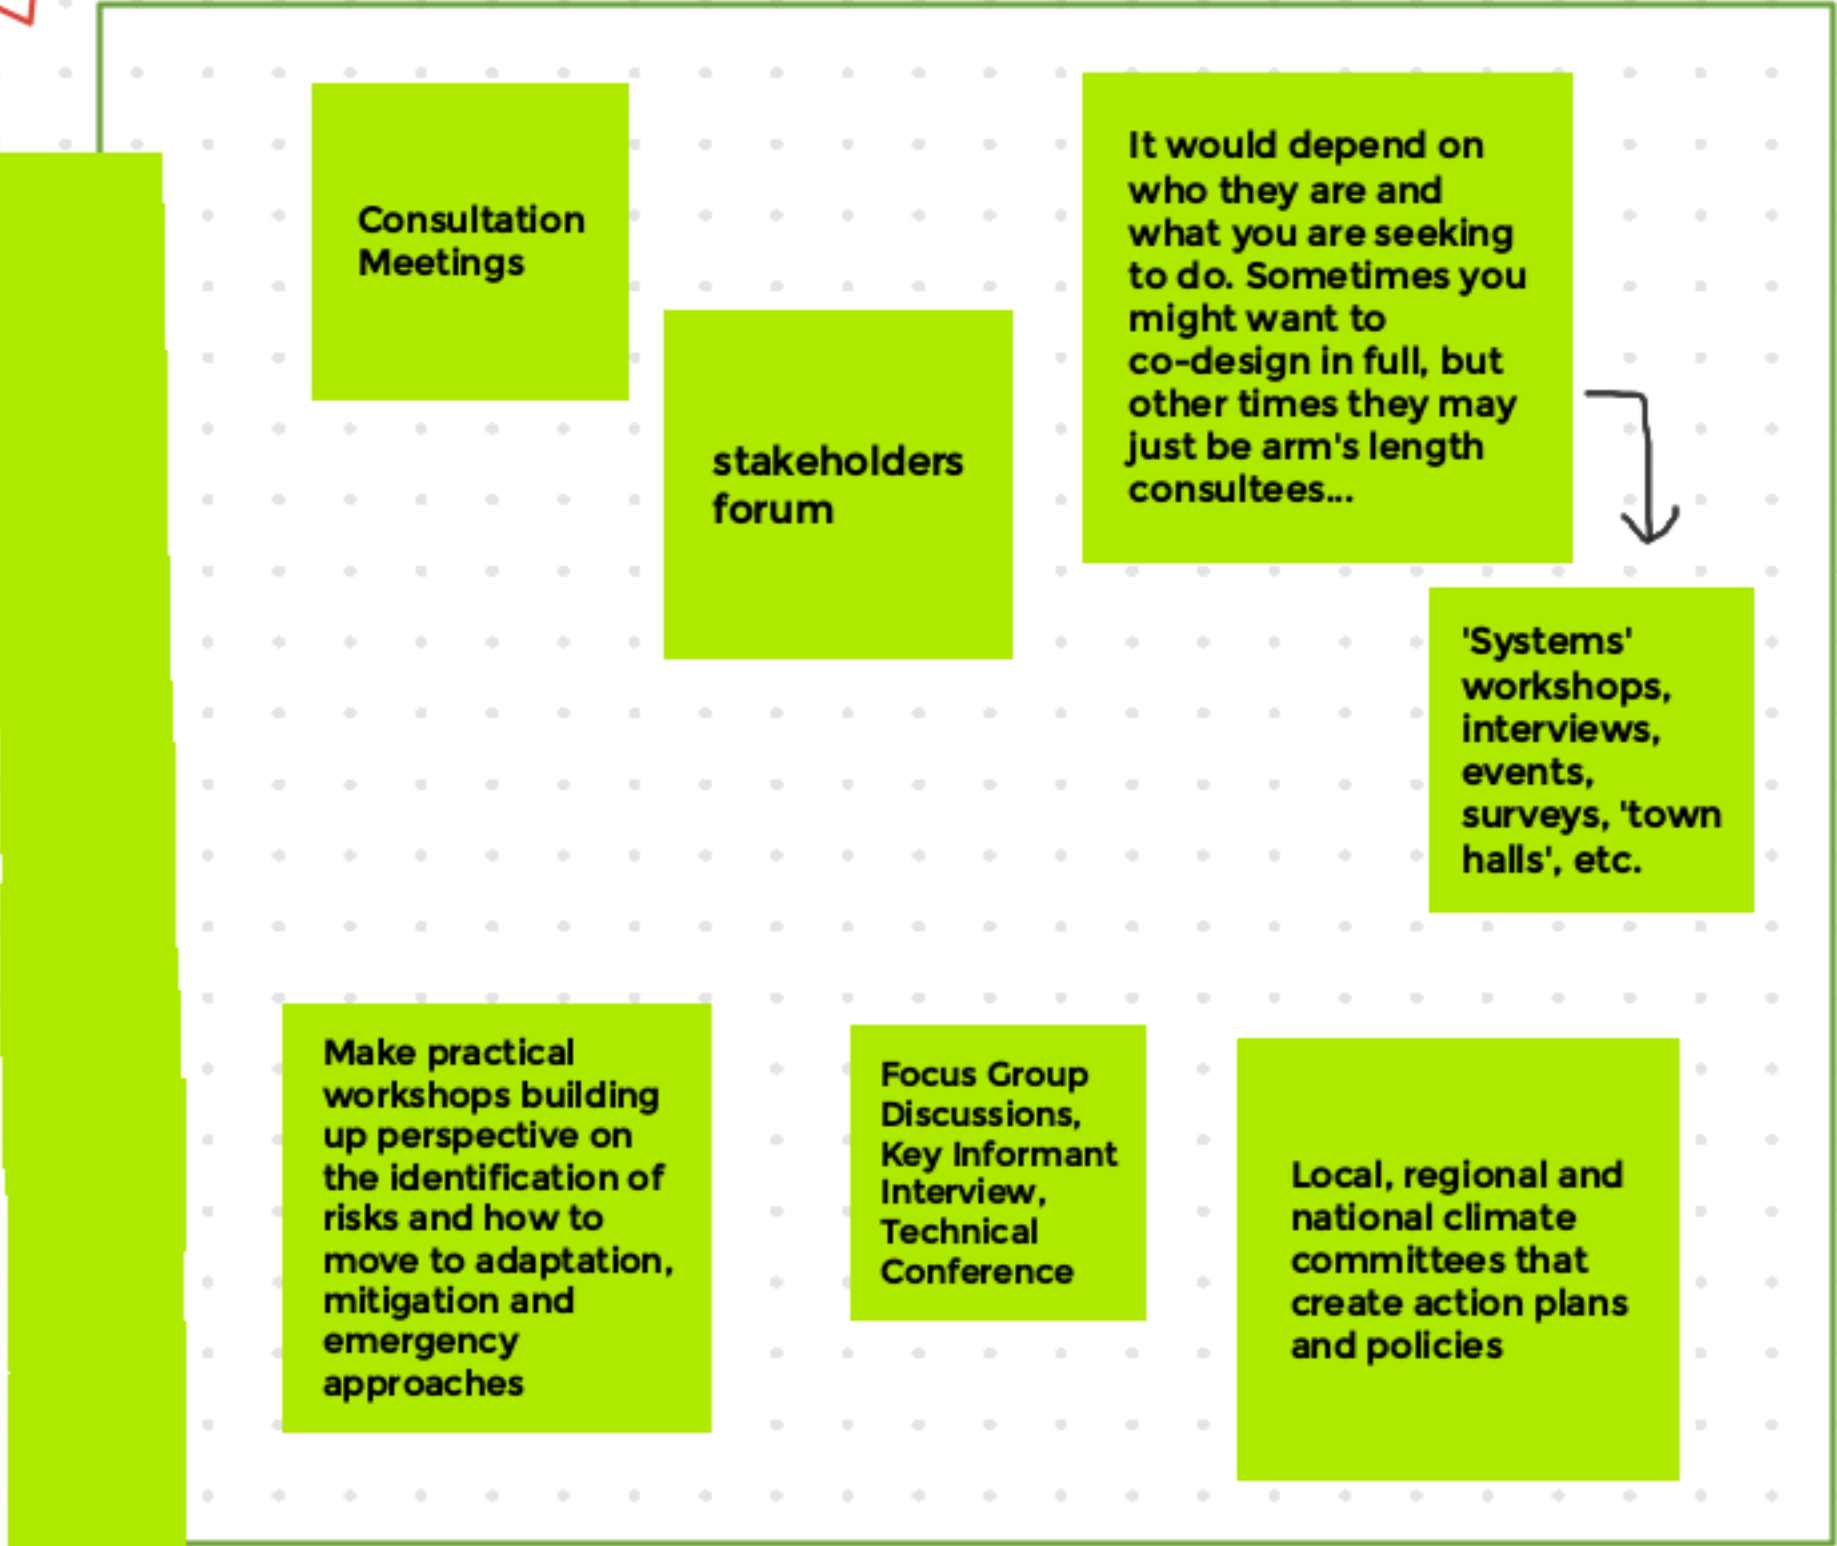 Consultation
Meetings
stakeholders
forum
It would depend on
who they are and
what you are seeking
to do. Sometimes you
might want to
co-design in full, but
other times they may
just be arm's length
consultees...
'Systems'
workshops,
interviews,
events,
surveys, 'town
halls', etc.
Make practical
workshops building
up perspective on
the identification of
risks and how to
move to adaptation,
mitigation and
emergency
approaches
Focus Group
Discussions,
Key Informant
Interview,
Technical
Conference
Local, regional and
national climate
committees that
create action plans
and policies